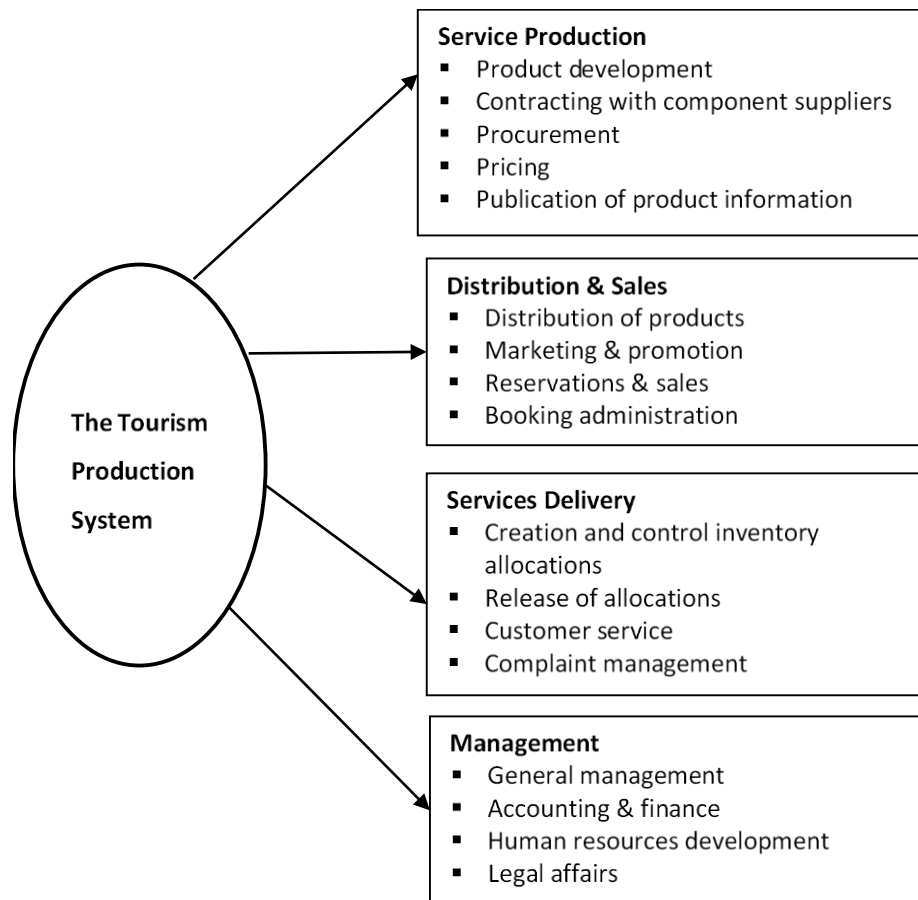 The Tourism
Production
System
Service Production
▪ Product development
▪ Contracting with component suppliers
▪ Procurement
▪ Pricing
▪ Publication of product information
Distribution & Sales
▪ Distribution of products
▪ Marketing & promotion
▪ Reservations & sales
▪ Booking administration
Services Delivery
▪ Creation and control inventory
allocations
▪ Release of allocations
▪ Customer service
▪ Complaint management
Management
▪ General management
▪ Accounting & finance
▪ Human resources development
▪ Legal affairs